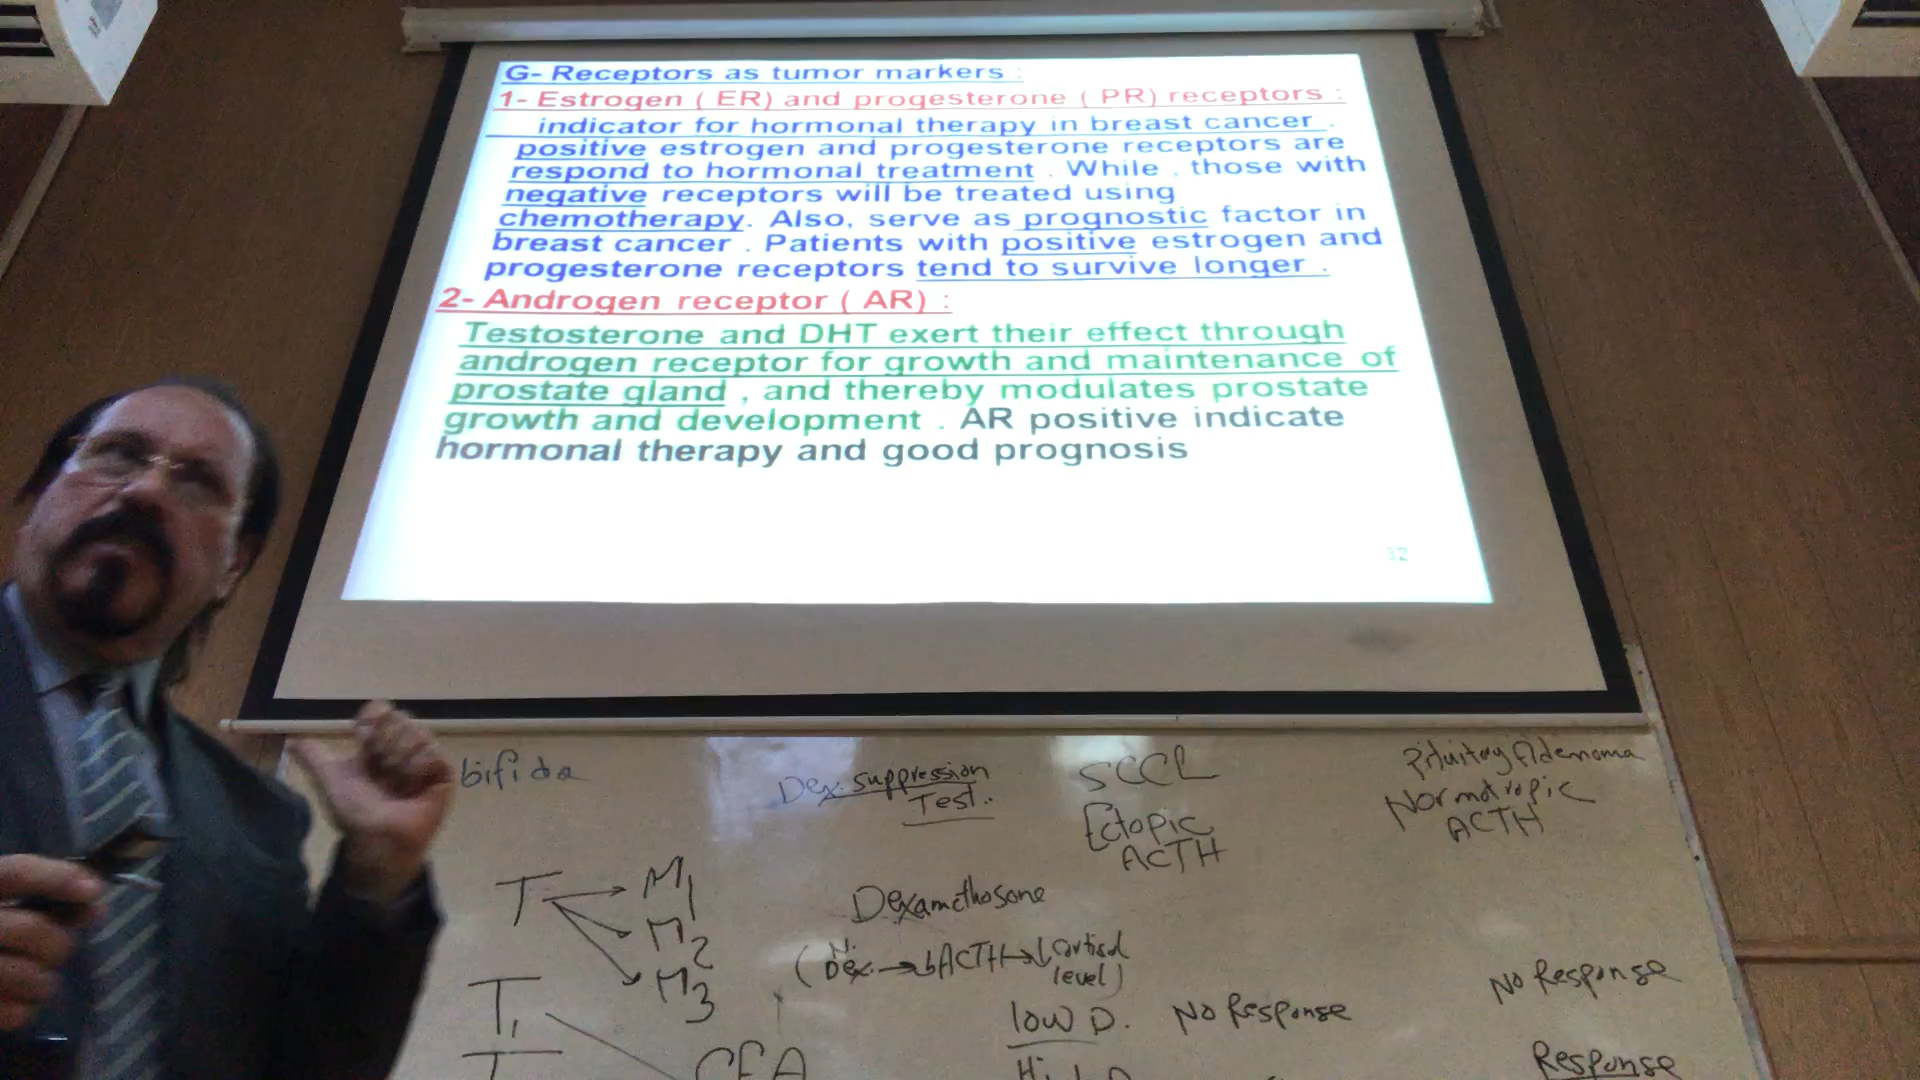 G- Receptors as tumor markers :
1- Estrogen ( ER) and progesterone ( PR) receptors :
indicator for hormonal therapy in breast cancer .
positive estrogen and progesterone receptors are
respond to hormonal treatment . While , those with
negative receptors will be treated using
chemotherapy. Also, serve as prognostic factor in
breast cancer . Patients with positive estrogen and
progesterone receptors tend to survive longer .
2- Androgen receptor ( AR) :
Testosterone and DHT exert their effect through
androgen receptor for growth and maintenance of
prostate gland , and thereby modulates prostate
growth and development . AR positive indicate
hormonal therapy and good prognosis
32
bifida
Dex. suppression
Test..
SCCL
Ectopic
ACTH
Pituitary Adenoma
Normotropic
ACTH
T → M1
M2
M3
T1
T
CEA
Dexamethosone
N.
(Dex. → ↓ACTH → ↓Cortisol
level)
low D. No Response No Response
Response